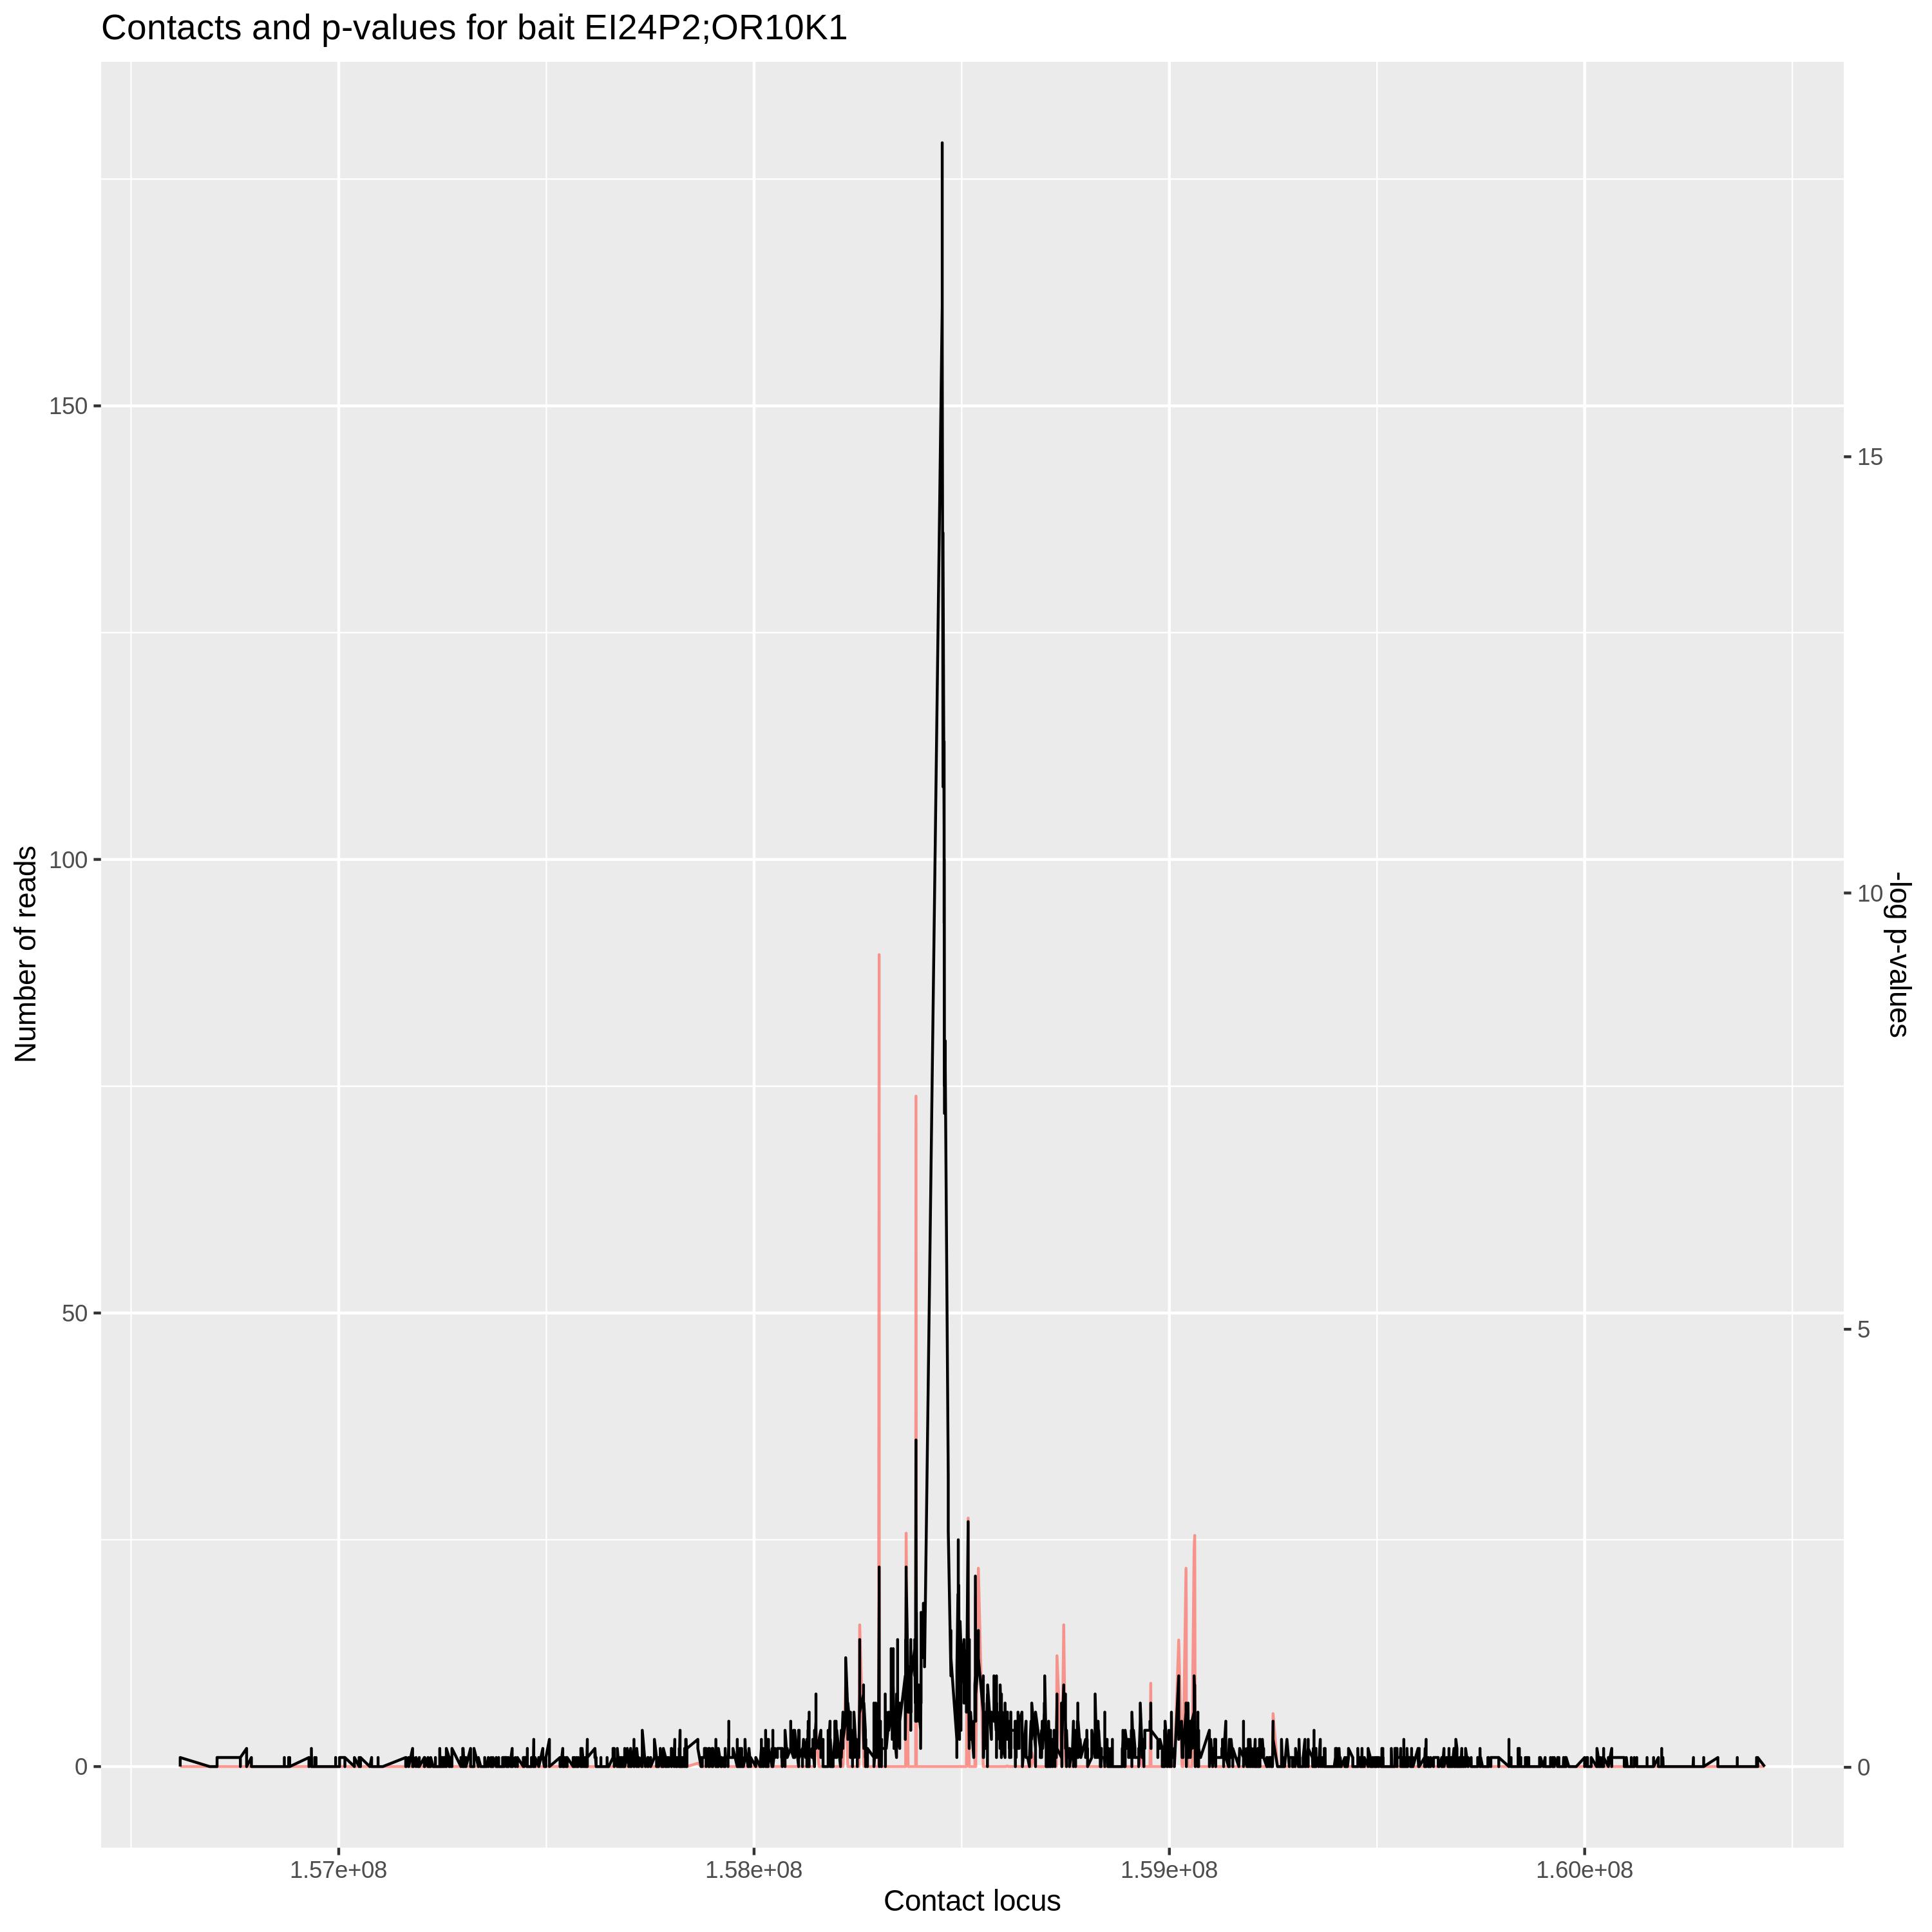 Contacts and p-values for bait EI24P2;OR10K1
150
100
50
0
Number of reads
15
10
5
0
-log p-values
1.57e+08
1.58e+08
1.59e+08
1.60e+08
Contact locus